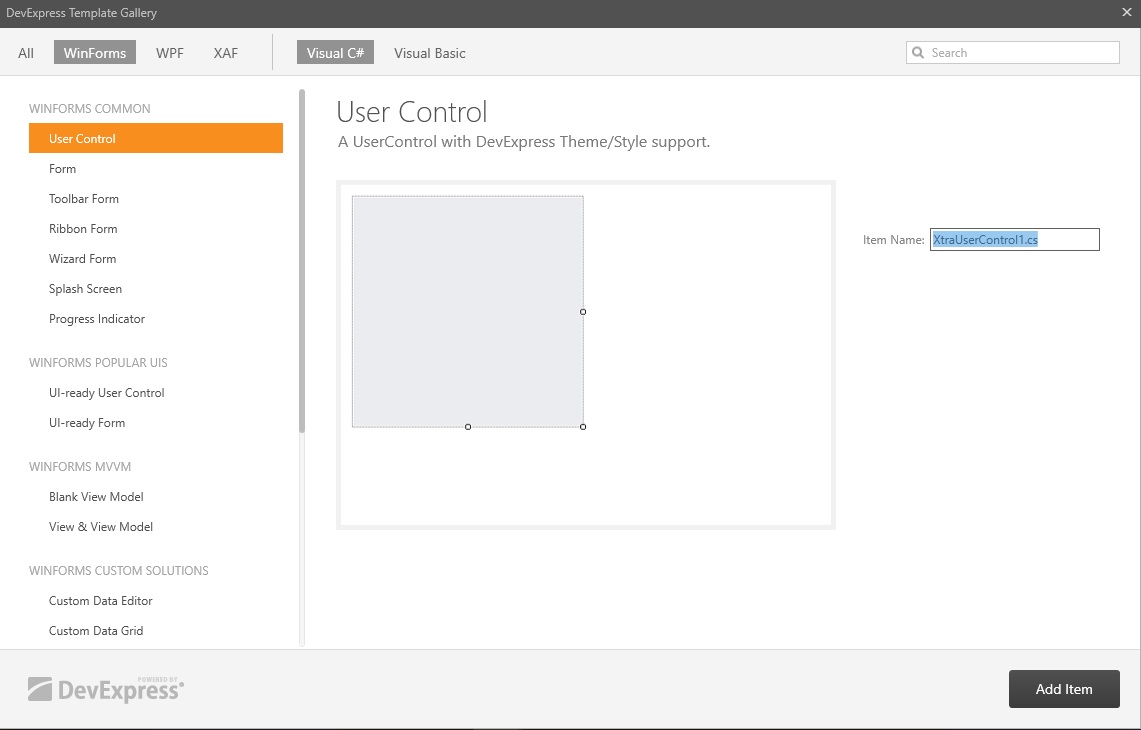 DevExpress Template Gallery
All WinForms WPF XAF Visual C# Visual Basic Search
WINFORMS COMMON
User Control
Form
Toolbar Form
Ribbon Form
Wizard Form
Splash Screen
Progress Indicator
WINFORMS POPULAR UIS
UI-ready User Control
UI-ready Form
WINFORMS MVVM
Blank View Model
View & View Model
WINFORMS CUSTOM SOLUTIONS
Custom Data Editor
Custom Data Grid
User Control
A UserControl with DevExpress Theme/Style support.
Item Name: XtraUserControl1.cs
POWERED BY
DevExpress
Add Item